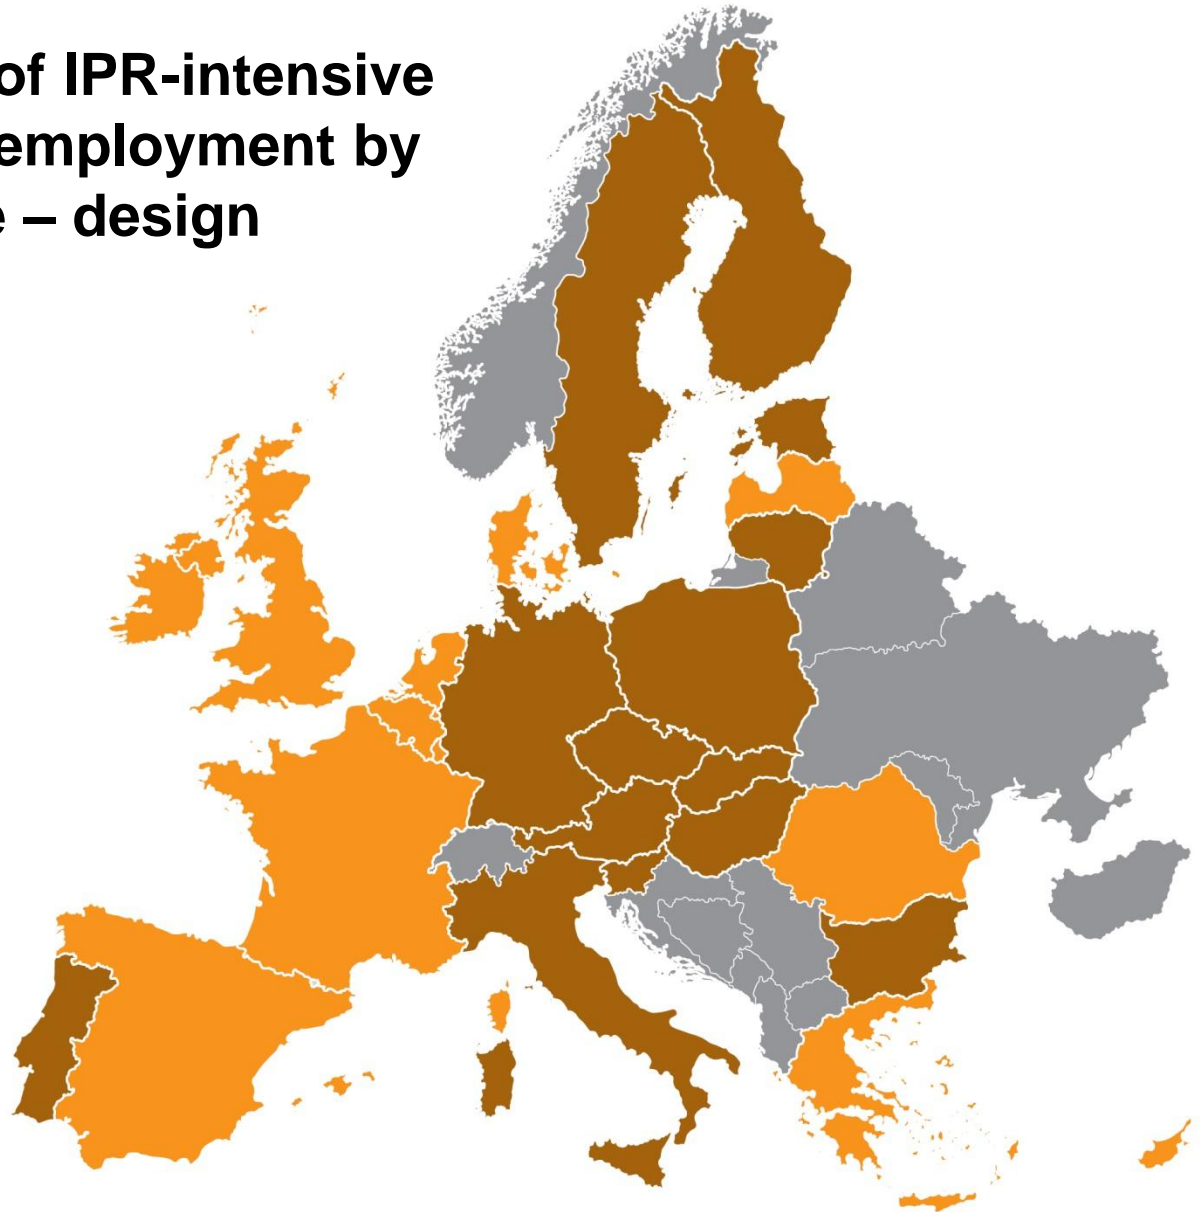 of IPR-intensive
employment by
– design